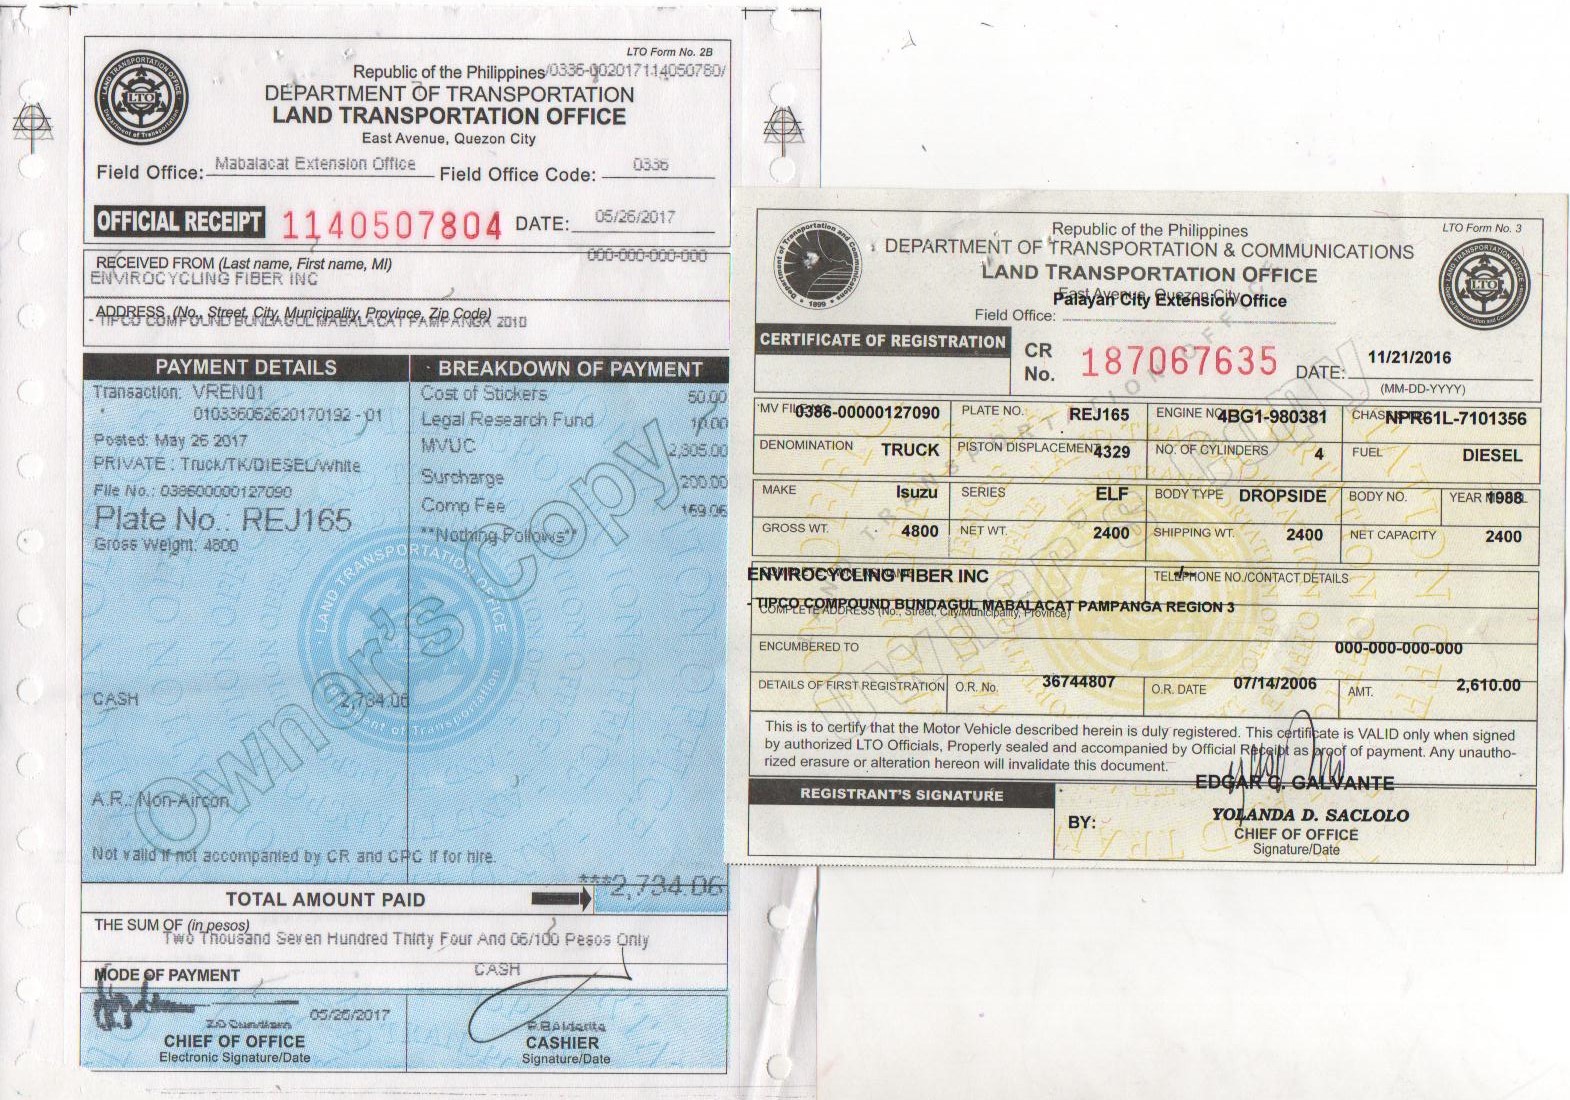 LTO Form No. 2B
Republic of the Philippines/0336-002017114050780/
DEPARTMENT OF TRANSPORTATION
LAND TRANSPORTATION OFFICE
East Avenue, Quezon City
Field Office: Mabalacat Extension Office Field Office Code: 0336
OFFICIAL RECEIPT 1140507804 DATE: 05/26/2017
000-000-000-000
RECEIVED FROM (Last name, First name, MI)
ENVIROCYCLING FIBER INC
ADDRESS (No., Street, City, Municipality, Province, Zip Code)
- TIPCO COMPOUND BUNDAGUL MABALACAT PAMPANGA 2010
PAYMENT DETAILS
BREAKDOWN OF PAYMENT
Transaction: VREN01
010336052620170192 - 01
Posted: May 26 2017
PRIVATE : Truck/TK/DIESEL/White
File No.: 038600000127090
Plate No.: REJ165
Gross Weight: 4800
Cost of Stickers 50.00
Legal Research Fund 10.00
MVUC 2,305.00
Surcharge 200.00
Comp Fee 169.06
**Nothing Follows**
CASH 2,734.06
A.R.: Non-Aircon
Not valid if not accompanied by CR and CPC if for hire.
Owner's Copy
TOTAL AMOUNT PAID ***2,734.06
THE SUM OF (in pesos)
Two Thousand Seven Hundred Thirty Four And 06/100 Pesos Only
MODE OF PAYMENT CASH
05/26/2017
CHIEF OF OFFICE
Electronic Signature/Date
CASHIER
Signature/Date
LTO Form No. 3
Republic of the Philippines
DEPARTMENT OF TRANSPORTATION & COMMUNICATIONS
LAND TRANSPORTATION OFFICE
East Avenue, Quezon City
Field Office: Palayan City Extension Office
CERTIFICATE OF REGISTRATION
CR No. 187067635 DATE: 11/21/2016
(MM-DD-YYYY)
MV FILE NO. 0386-00000127090 PLATE NO. REJ165 ENGINE NO. 4BG1-980381 CHASSIS NO. NPR61L-7101356
DENOMINATION TRUCK PISTON DISPLACEMENT 4329 NO. OF CYLINDERS 4 FUEL DIESEL
MAKE Isuzu SERIES ELF BODY TYPE DROPSIDE BODY NO. YEAR MODEL 1988
GROSS WT. 4800 NET WT. 2400 SHIPPING WT. 2400 NET CAPACITY 2400
COMPLETE OWNER'S NAME
ENVIROCYCLING FIBER INC
TELEPHONE NO./CONTACT DETAILS
- TIPCO COMPOUND BUNDAGUL MABALACAT PAMPANGA REGION 3
COMPLETE ADDRESS (No., Street, City/Municipality, Province)
ENCUMBERED TO 000-000-000-000
DETAILS OF FIRST REGISTRATION O.R. No. 36744807 O.R. DATE 07/14/2006 AMT. 2,610.00
This is to certify that the Motor Vehicle described herein is duly registered. This certificate is VALID only when signed
by authorized LTO Officials, Properly sealed and accompanied by Official Receipt as proof of payment. Any unautho-
rized erasure or alteration hereon will invalidate this document.
EDGAR C. GALVANTE
REGISTRANT'S SIGNATURE
BY: YOLANDA D. SACLOLO
CHIEF OF OFFICE
Signature/Date
Owner's Copy